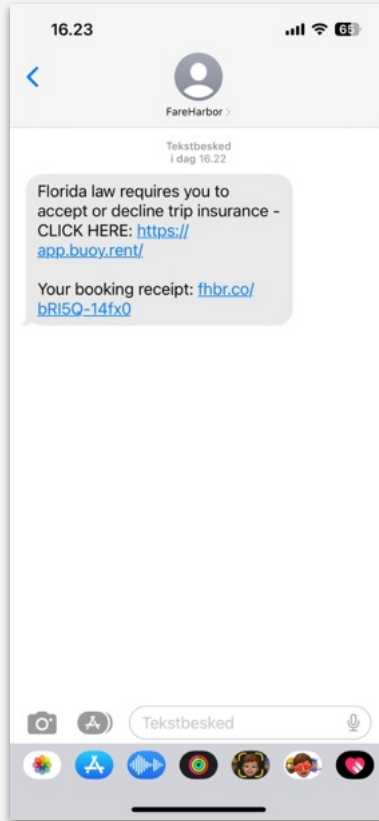 16.23
65
FareHarbor
Tekstbesked
i dag 16.22
Florida law requires you to
accept or decline trip insurance -
CLICK HERE: https://
app.buoy.rent/
Your booking receipt: fhbr.co/
bRI5Q-14fx0
Tekstbesked